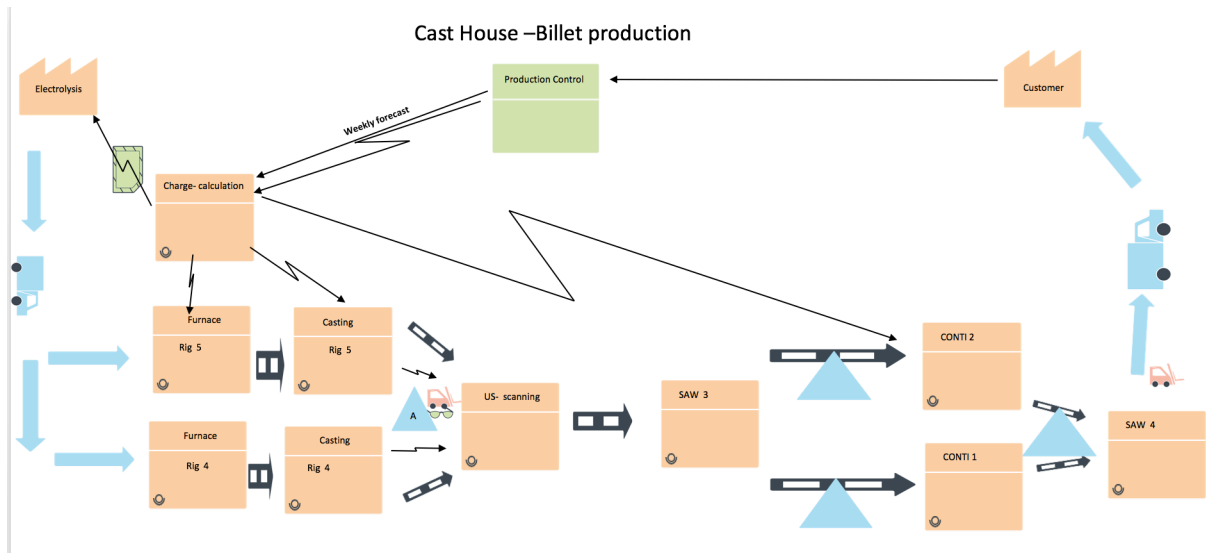 Cast House –Billet production
Electrolysis
Production Control
Customer
Weekly forecast
Charge- calculation
Furnace
Rig 5
Casting
Rig 5
CONTI 2
US- scanning
A
SAW 3
SAW 4
Furnace
Rig 4
Casting
Rig 4
CONTI 1